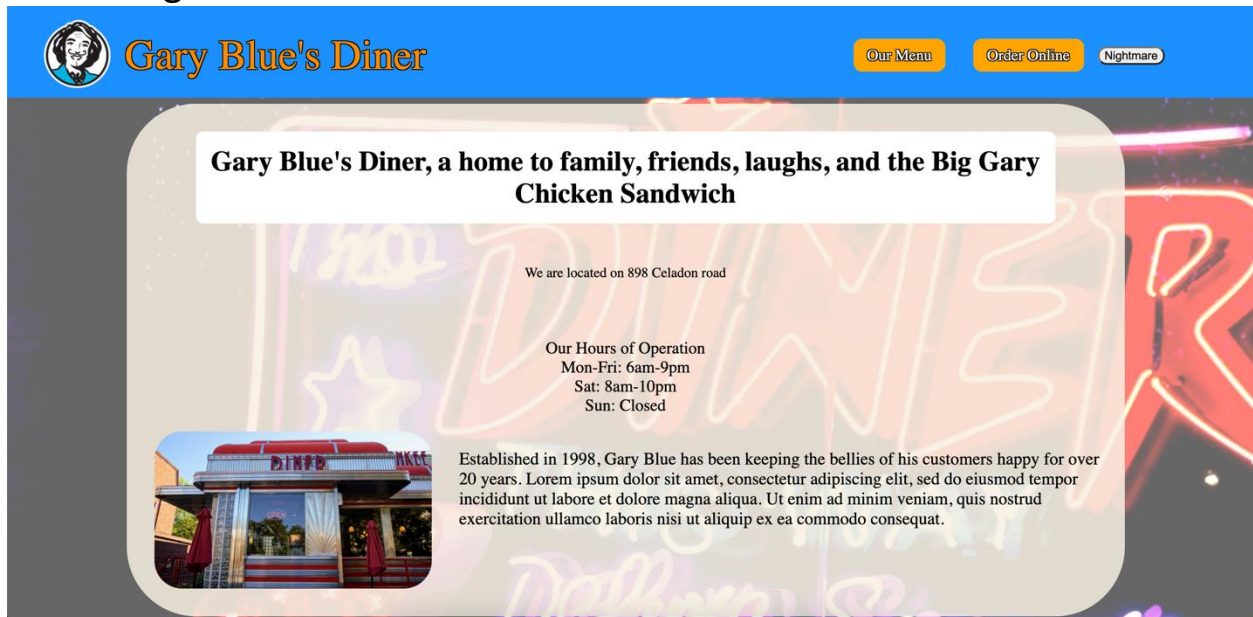 Gary Blue's Diner
Our Menu
Order Online
Nightmare
Gary Blue's Diner, a home to family, friends, laughs, and the Big Gary
Chicken Sandwich
We are located on 898 Celadon road
Our Hours of Operation
Mon-Fri: 6am-9pm
Sat: 8am-10pm
Sun: Closed
DINER
Established in 1998, Gary Blue has been keeping the bellies of his customers happy for over
20 years. Lorem ipsum dolor sit amet, consectetur adipiscing elit, sed do eiusmod tempor
incididunt ut labore et dolore magna aliqua. Ut enim ad minim veniam, quis nostrud
exercitation ullamco laboris nisi ut aliquip ex ea commodo consequat.
DINER
OPEN